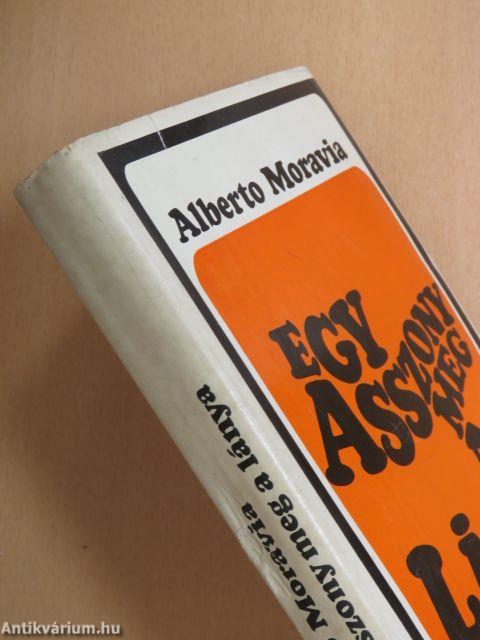 Alberto Moravia
EGY
ASSZONY
MEG
Moravia
szony meg a lánya
Antikvárium.hu